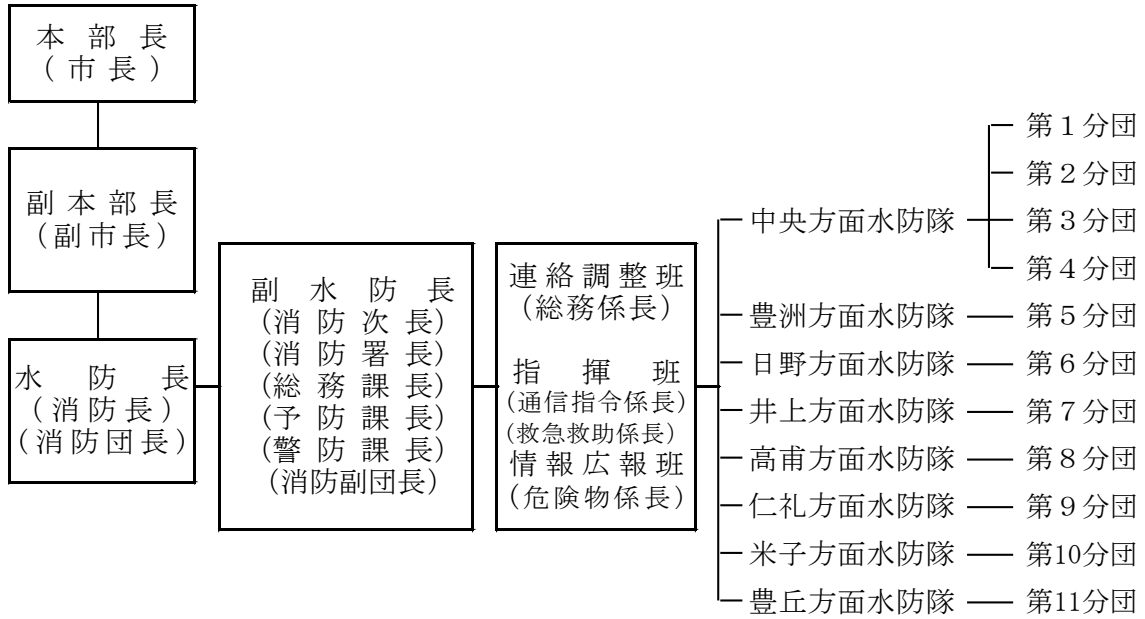 本部長
(市長)
副本部長
(副市長)
水防長
(消防長)
(消防団長)
副水防長
(消防次長)
(消防署長)
(総務課長)
(予防課長)
(警防課長)
(消防副団長)
連絡調整班
(総務係長)
指揮班
(通信指令係長)
(救急救助係長)
情報広報班
(危険物係長)
中央方面水防隊
第1分団
第2分団
第3分団
第4分団
豊洲方面水防隊 第5分団
日野方面水防隊 第6分団
井上方面水防隊 第7分団
高甫方面水防隊 第8分団
仁礼方面水防隊 第9分団
米子方面水防隊 第10分団
豊丘方面水防隊 第11分団